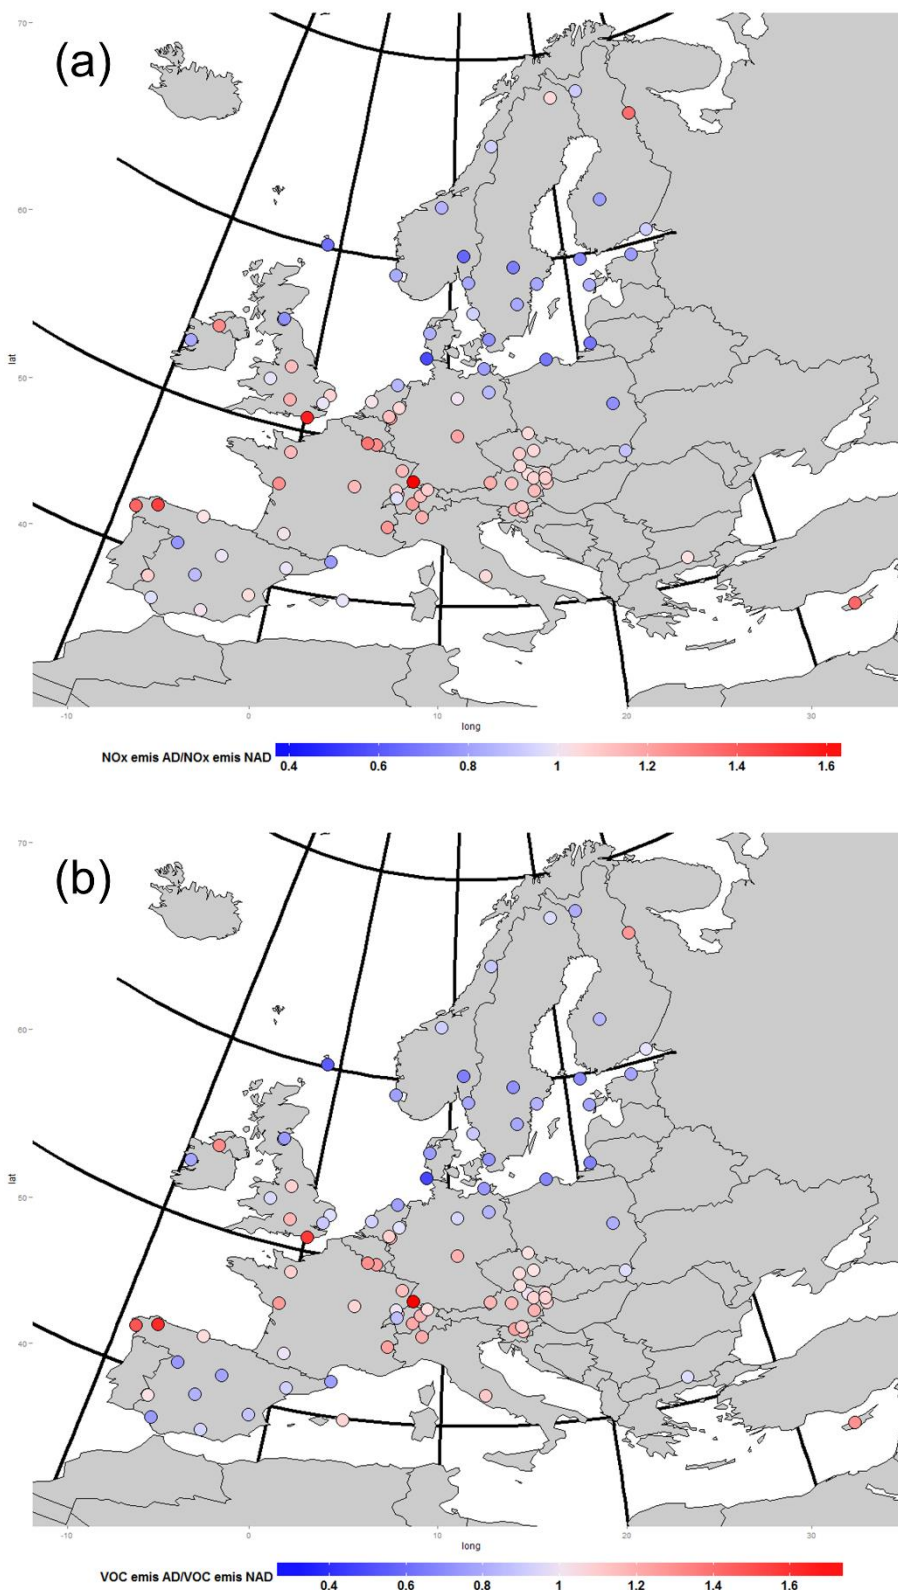 (a)
70
60
lat
50
40
-10 0 10 20 30
long
NOx emis AD/NOx emis NAD 0.4 0.6 0.8 1 1.2 1.4 1.6
(b)
70
60
lat
50
40
-10 0 10 20 30
long
VOC emis AD/VOC emis NAD 0.4 0.6 0.8 1 1.2 1.4 1.6